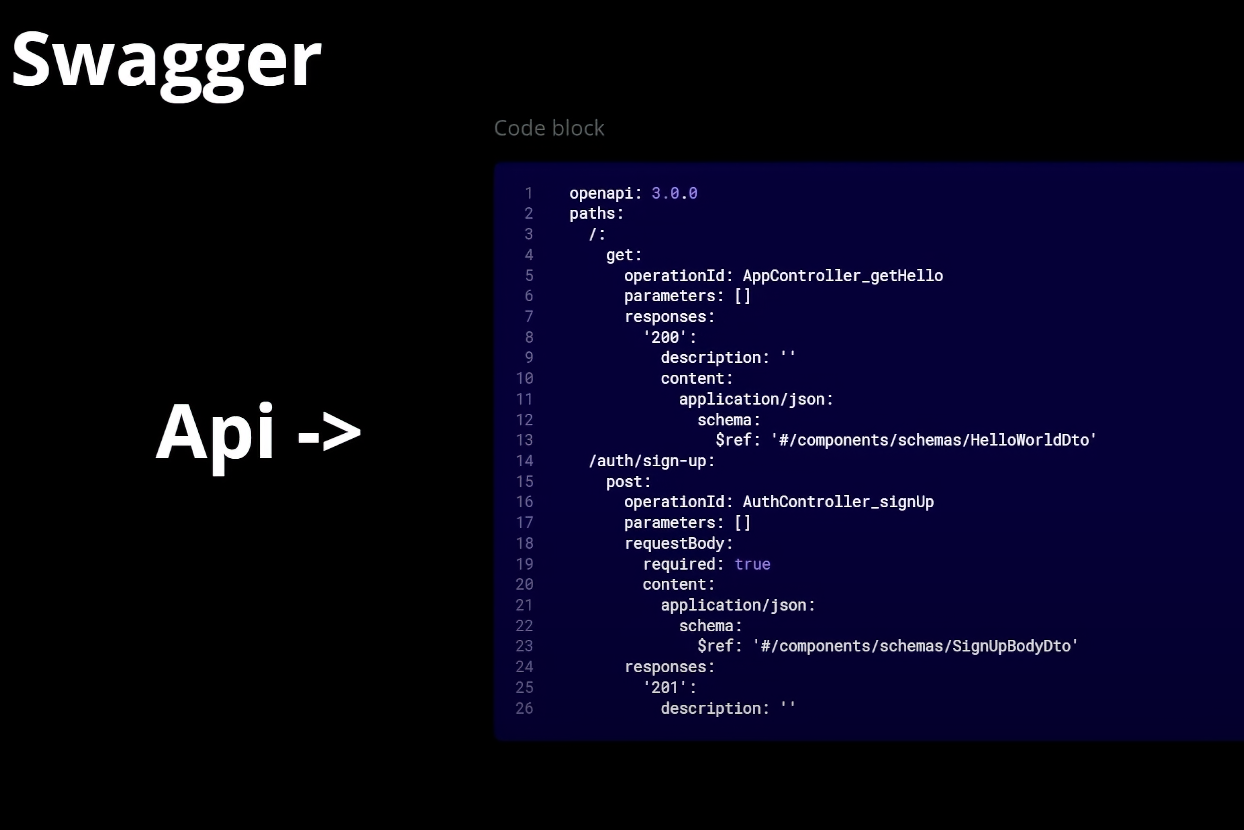 Swagger
Code block
Api ->
1 openapi: 3.0.0
2 paths:
3 /:
4 get:
5 operationId: AppController_getHello
6 parameters: []
7 responses:
8 '200':
9 description: ''
10 content:
11 application/json:
12 schema:
13 $ref: '#/components/schemas/HelloWorldDto'
14 /auth/sign-up:
15 post:
16 operationId: AuthController_signUp
17 parameters: []
18 requestBody:
19 required: true
20 content:
21 application/json:
22 schema:
23 $ref: '#/components/schemas/SignUpBodyDto'
24 responses:
25 '201':
26 description: ''